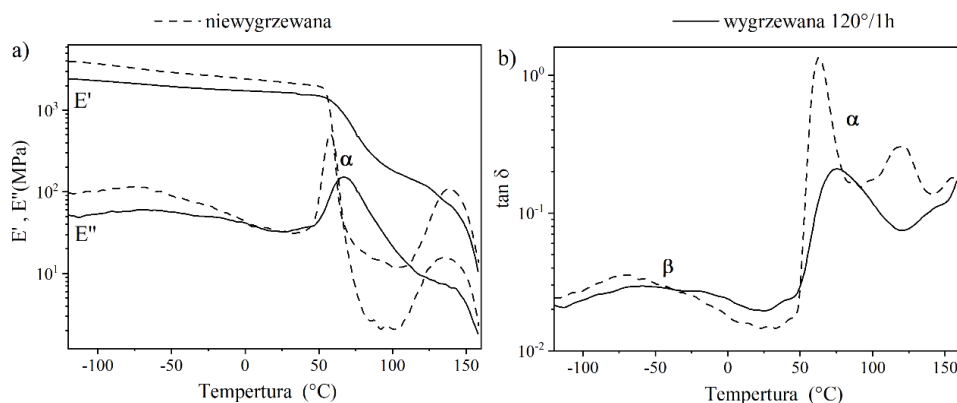 niewygrzewana
wygrzewana 120°/1h
a)
E', E"(MPa)
10³
10²
10¹
E'
E"
α
-100
-50
0
50
100
150
Tempertura (°C)
b)
tan δ
10⁰
10⁻¹
10⁻²
α
β
-100
-50
0
50
100
150
Tempertura (°C)